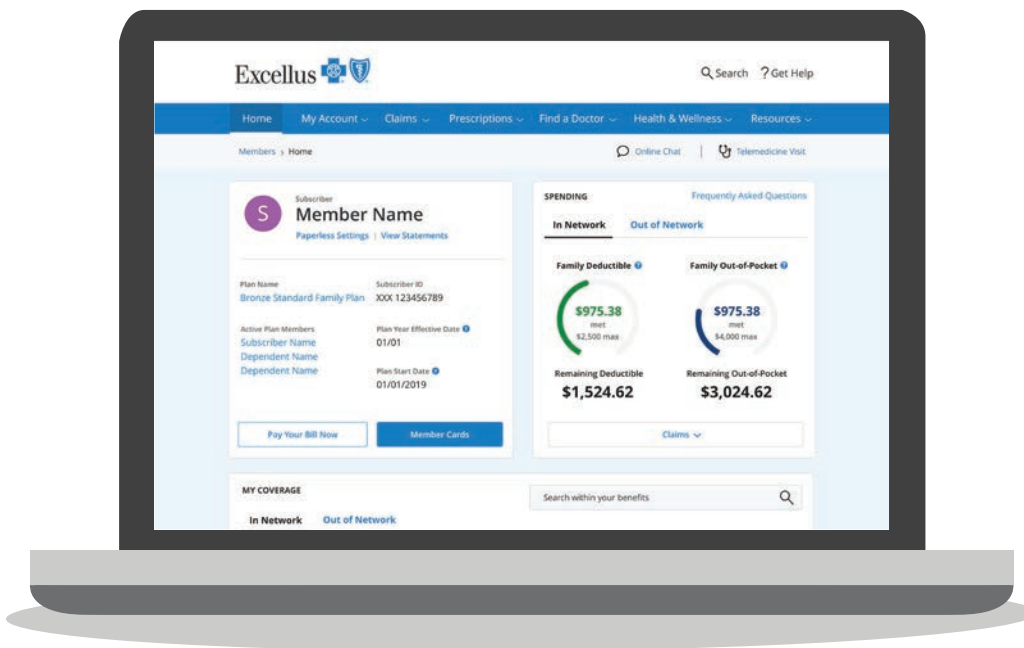 Excellus
Search ? Get Help
Home My Account Claims Prescriptions Find a Doctor Health & Wellness Resources
Members › Home
Online Chat | Telemedicine Visit
S
Subscriber
Member Name
Paperless Settings | View Statements
Plan Name
Bronze Standard Family Plan
Subscriber ID
XXX 123456789
Active Plan Members
Subscriber Name
Dependent Name
Dependent Name
Plan Year Effective Date
01/01
Plan Start Date
01/01/2019
Pay Your Bill Now
Member Cards
SPENDING
Frequently Asked Questions
In Network Out of Network
Family Deductible
$975.38
met
$2,500 max
Remaining Deductible
$1,524.62
Family Out-of-Pocket
$975.38
met
$4,000 max
Remaining Out-of-Pocket
$3,024.62
Claims
MY COVERAGE
Search within your benefits
In Network Out of Network